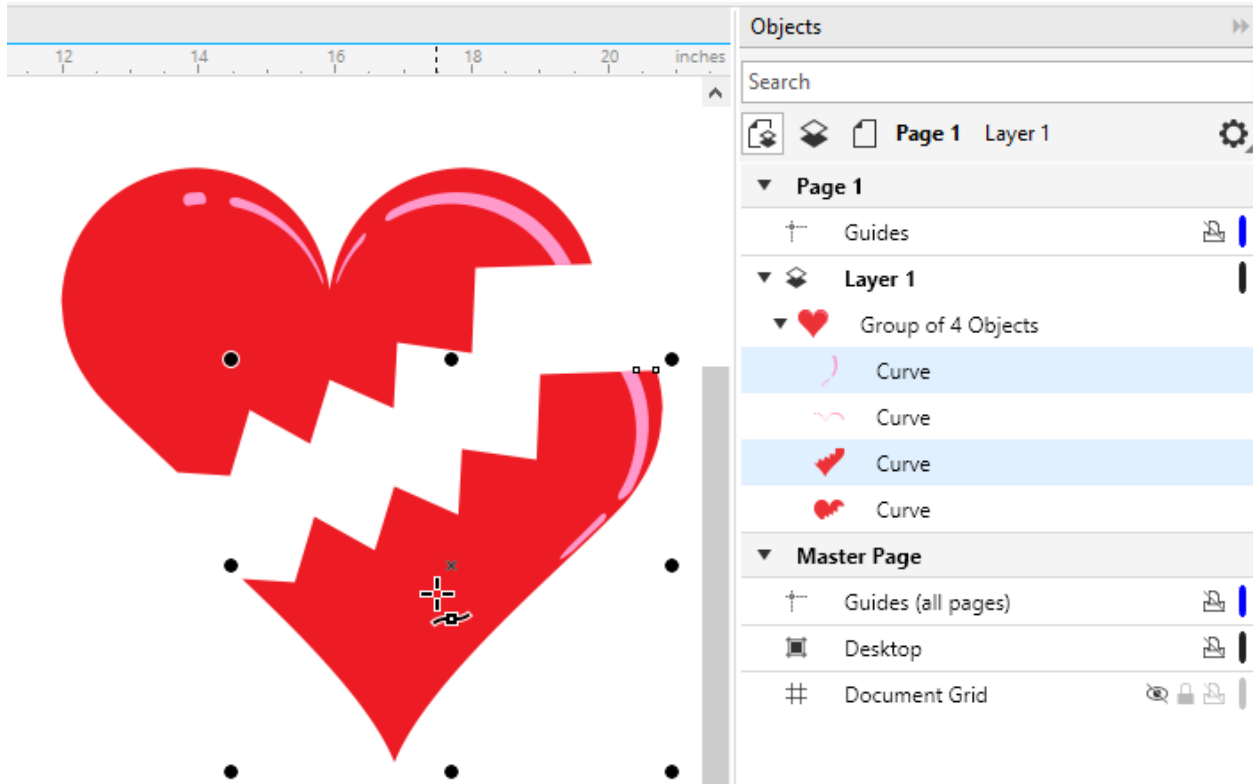 Objects
12 14 16 18 20 inches
Search
Page 1 Layer 1
Page 1
Guides
Layer 1
Group of 4 Objects
Curve
Curve
Curve
Curve
Master Page
Guides (all pages)
Desktop
Document Grid